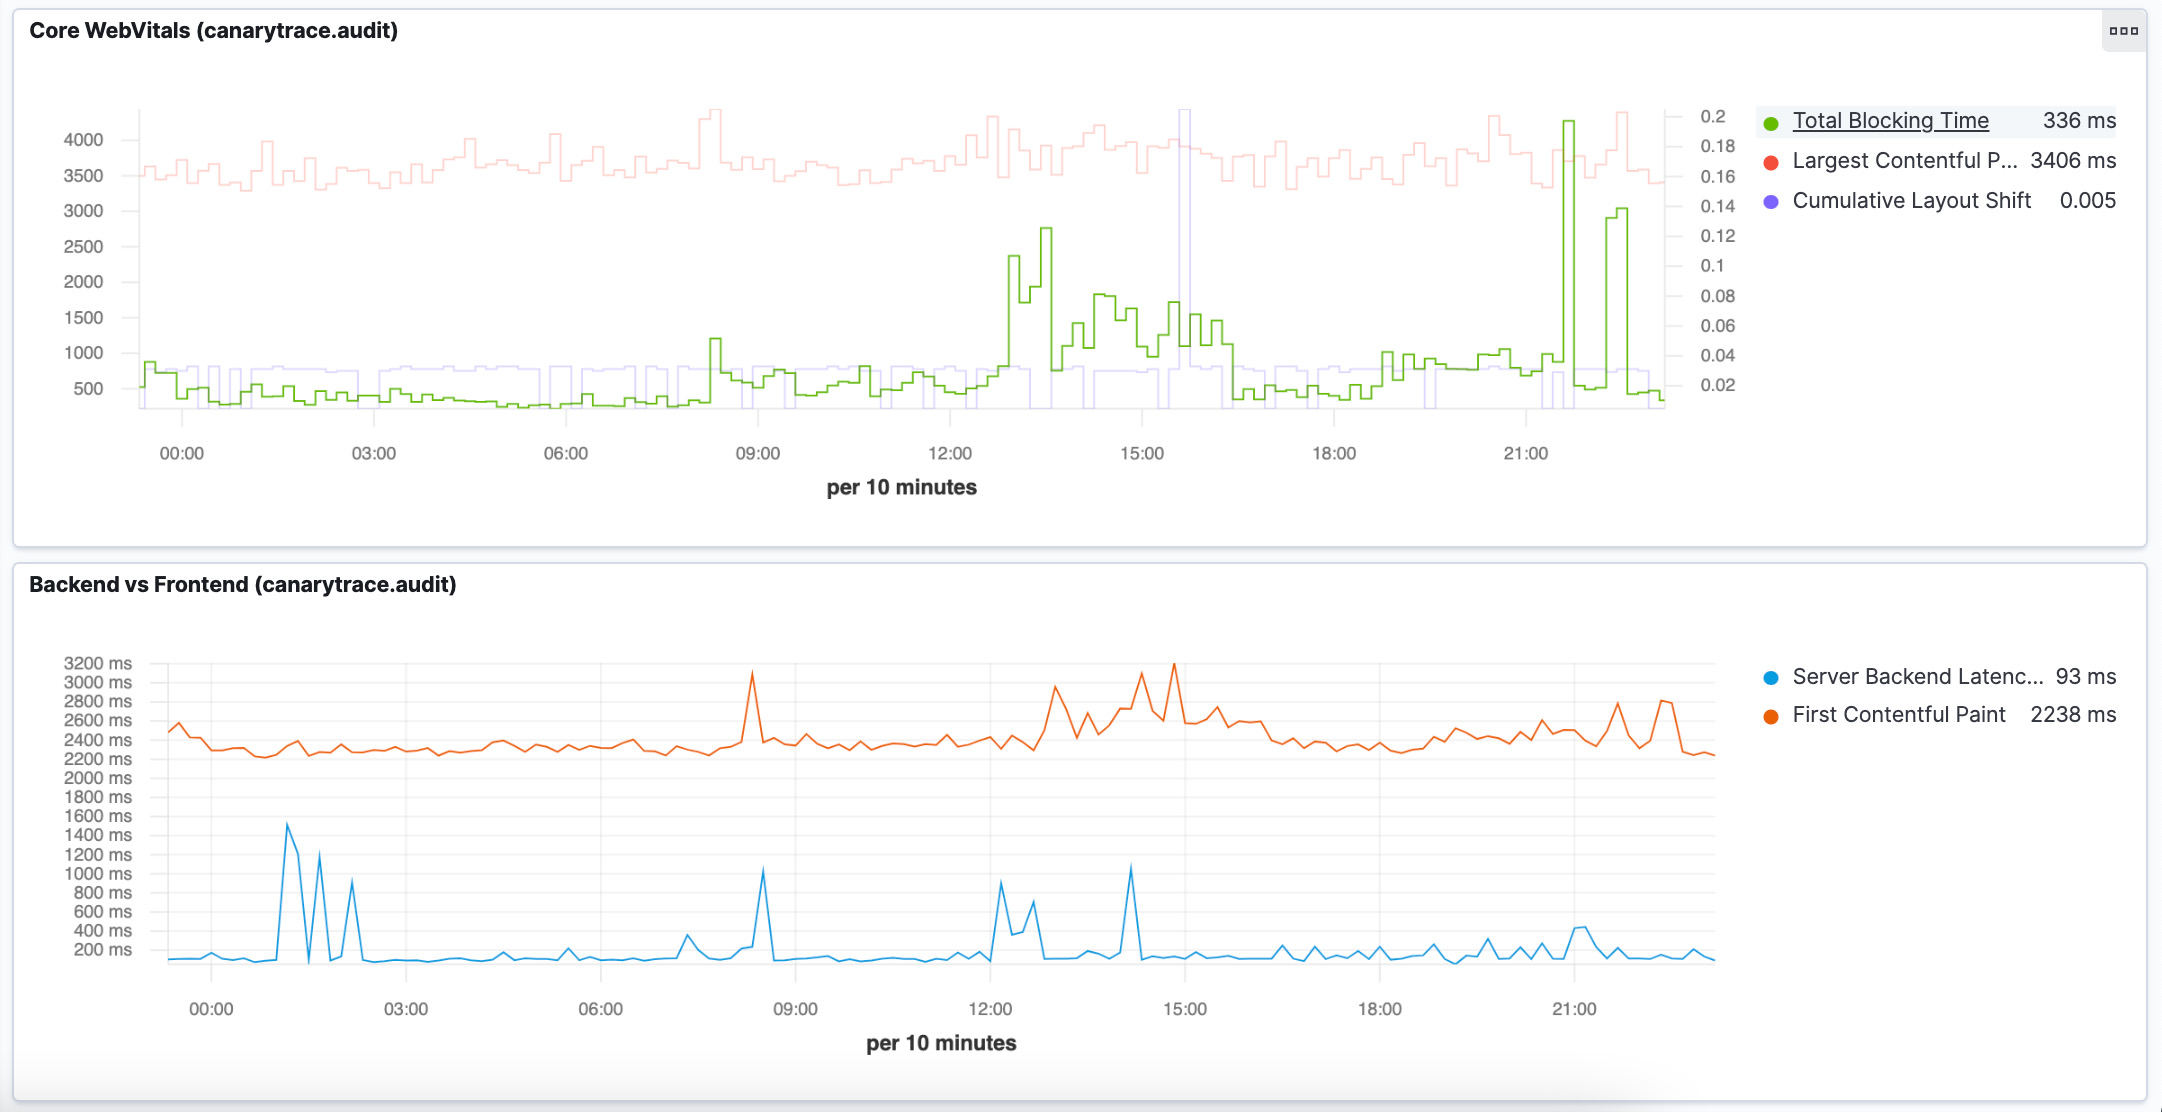 Core WebVitals (canarytrace.audit)
4000
3500
3000
2500
2000
1500
1000
500
0.2
0.18
0.16
0.14
0.12
0.1
0.08
0.06
0.04
0.02
00:00 03:00 06:00 09:00 12:00 15:00 18:00 21:00
per 10 minutes
Total Blocking Time 336 ms
Largest Contentful P... 3406 ms
Cumulative Layout Shift 0.005
Backend vs Frontend (canarytrace.audit)
3200 ms
3000 ms
2800 ms
2600 ms
2400 ms
2200 ms
2000 ms
1800 ms
1600 ms
1400 ms
1200 ms
1000 ms
800 ms
600 ms
400 ms
200 ms
00:00 03:00 06:00 09:00 12:00 15:00 18:00 21:00
per 10 minutes
Server Backend Latenc... 93 ms
First Contentful Paint 2238 ms